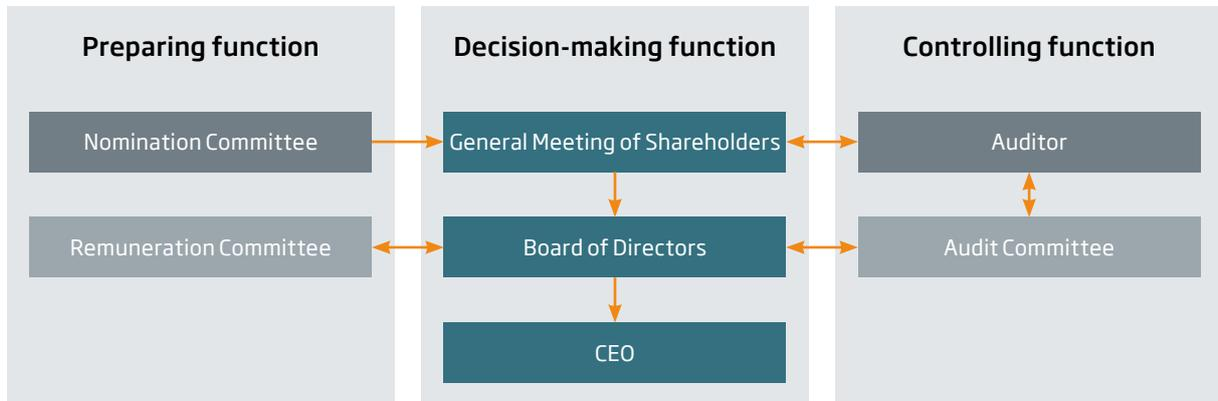 Preparing function
Nomination Committee
Remuneration Committee
Decision-making function
General Meeting of Shareholders
Board of Directors
CEO
Controlling function
Auditor
Audit Committee